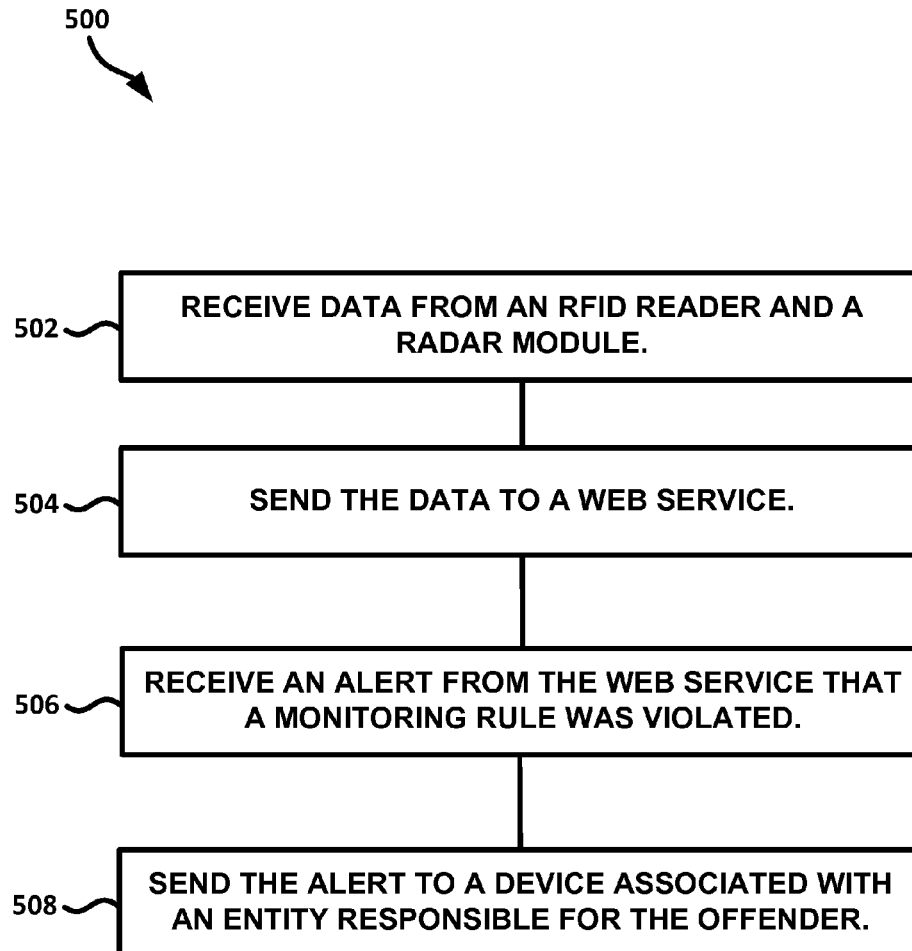 500
502
RECEIVE DATA FROM AN RFID READER AND A
RADAR MODULE.
504
SEND THE DATA TO A WEB SERVICE.
506
RECEIVE AN ALERT FROM THE WEB SERVICE THAT
A MONITORING RULE WAS VIOLATED.
508
SEND THE ALERT TO A DEVICE ASSOCIATED WITH
AN ENTITY RESPONSIBLE FOR THE OFFENDER.